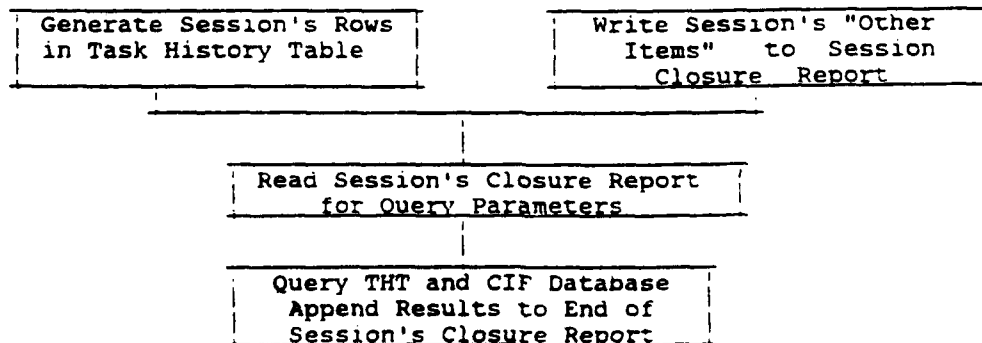 Generate Session's Rows
in Task History Table
Write Session's "Other
Items" to Session
Closure Report
Read Session's Closure Report
for Query Parameters
Query THT and CIF Database
Append Results to End of
Session's Closure Report